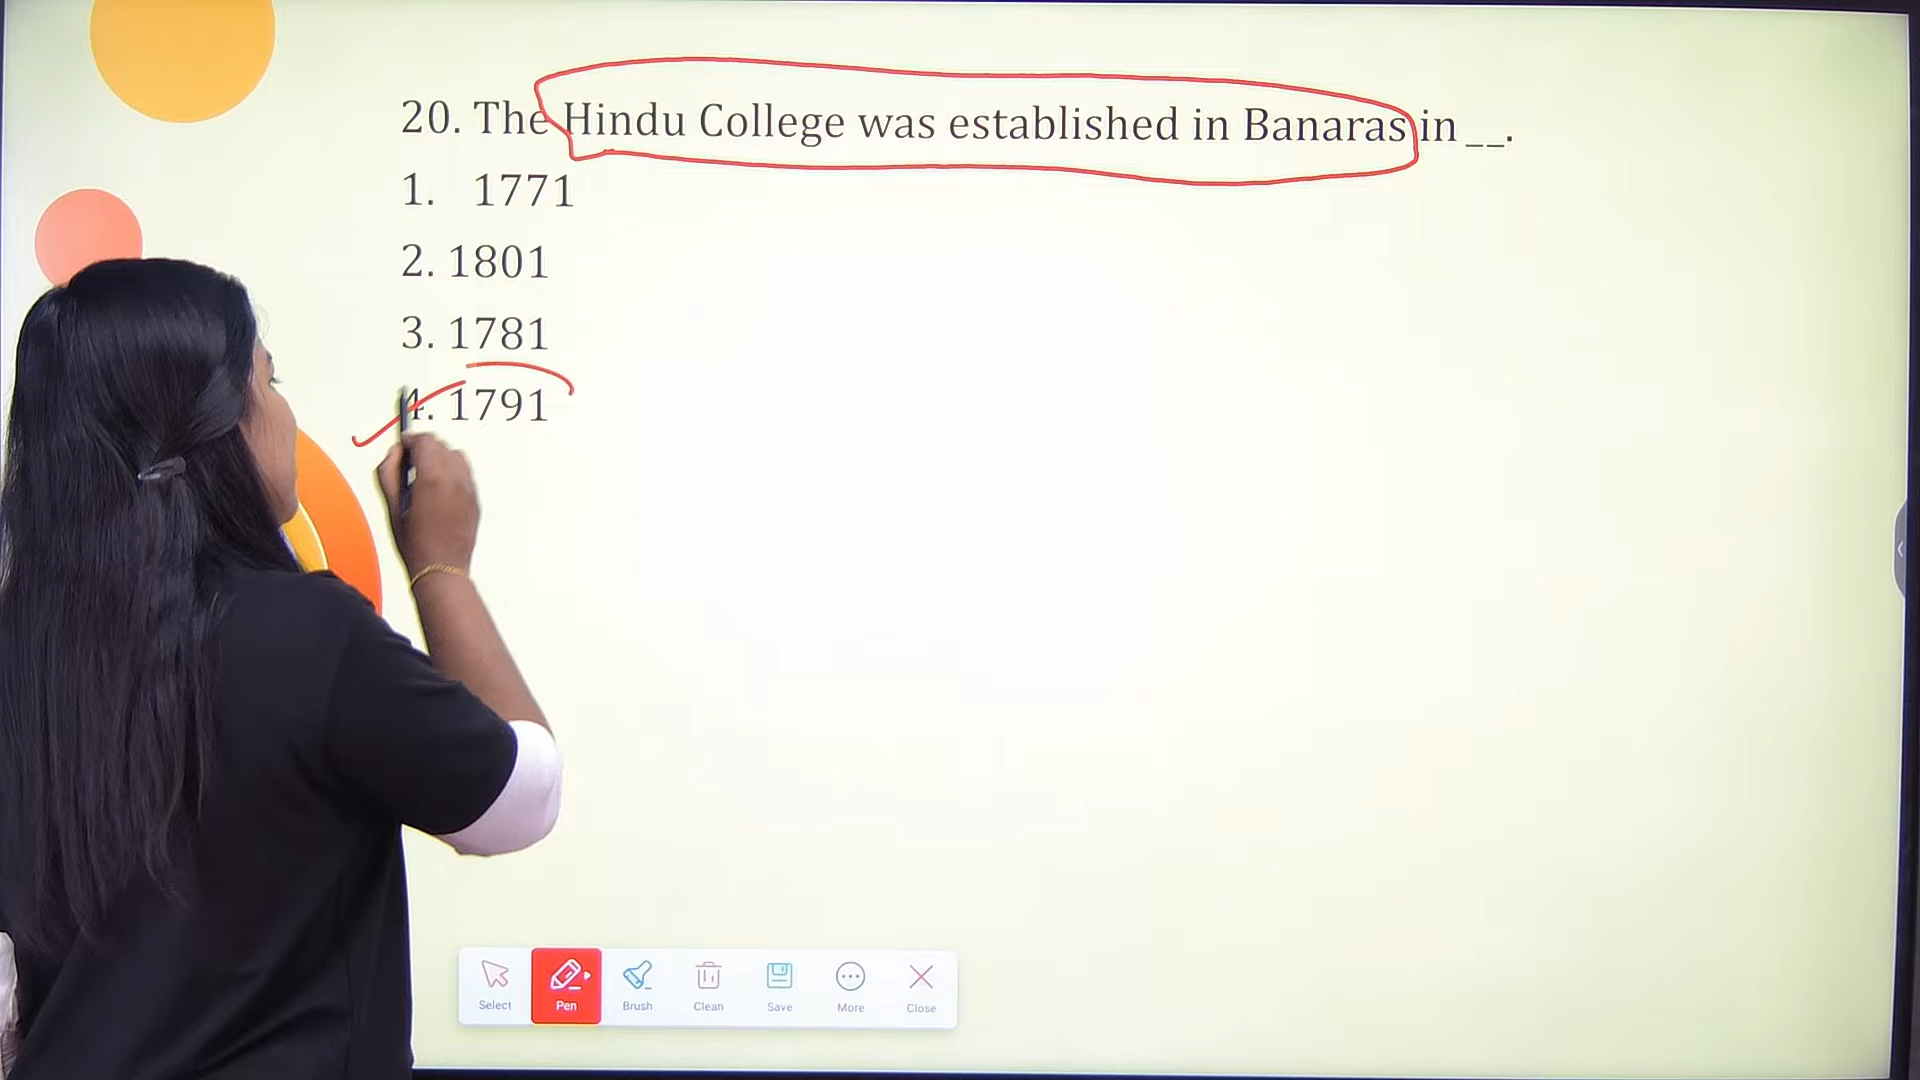 20. The Hindu College was established in Banaras in __.
1. 1771
2. 1801
3. 1781
4. 1791
Select Pen Brush Clean Save More Close